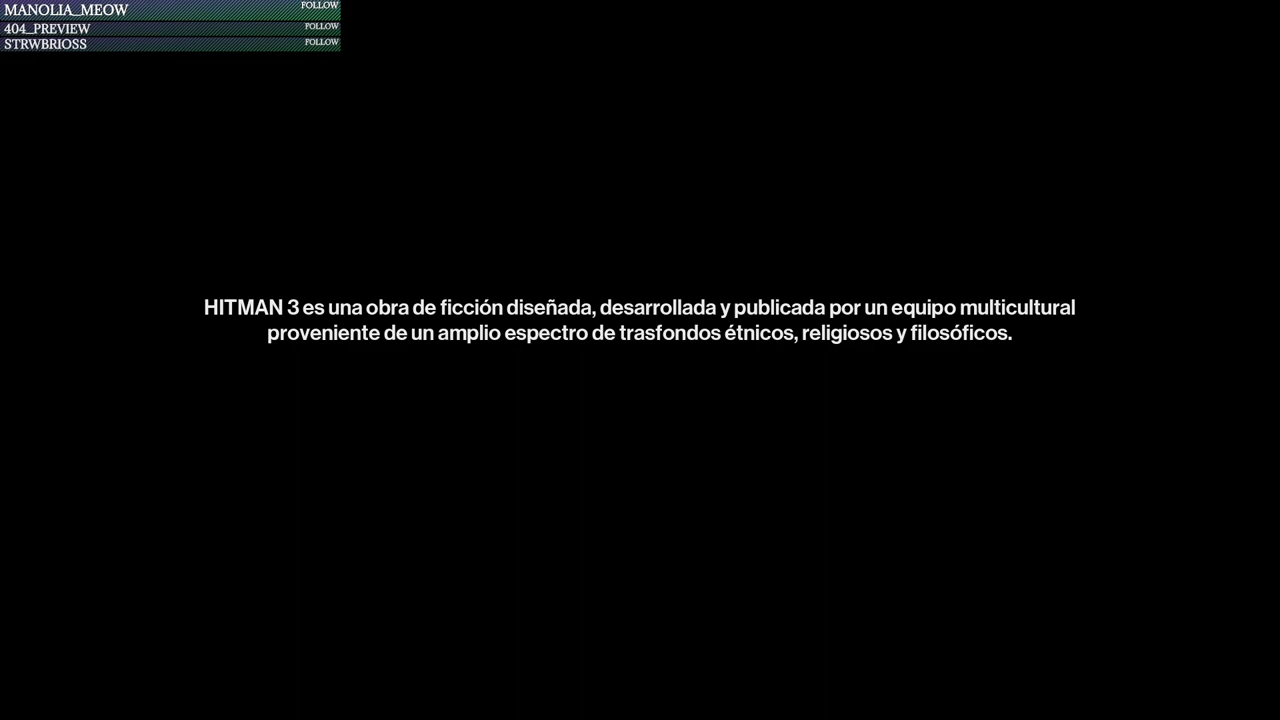 MANOLIA_MEOW FOLLOW
404_PREVIEW FOLLOW
STRWBRIOSS FOLLOW
HITMAN 3 es una obra de ficción diseñada, desarrollada y publicada por un equipo multicultural
proveniente de un amplio espectro de trasfondos étnicos, religiosos y filosóficos.